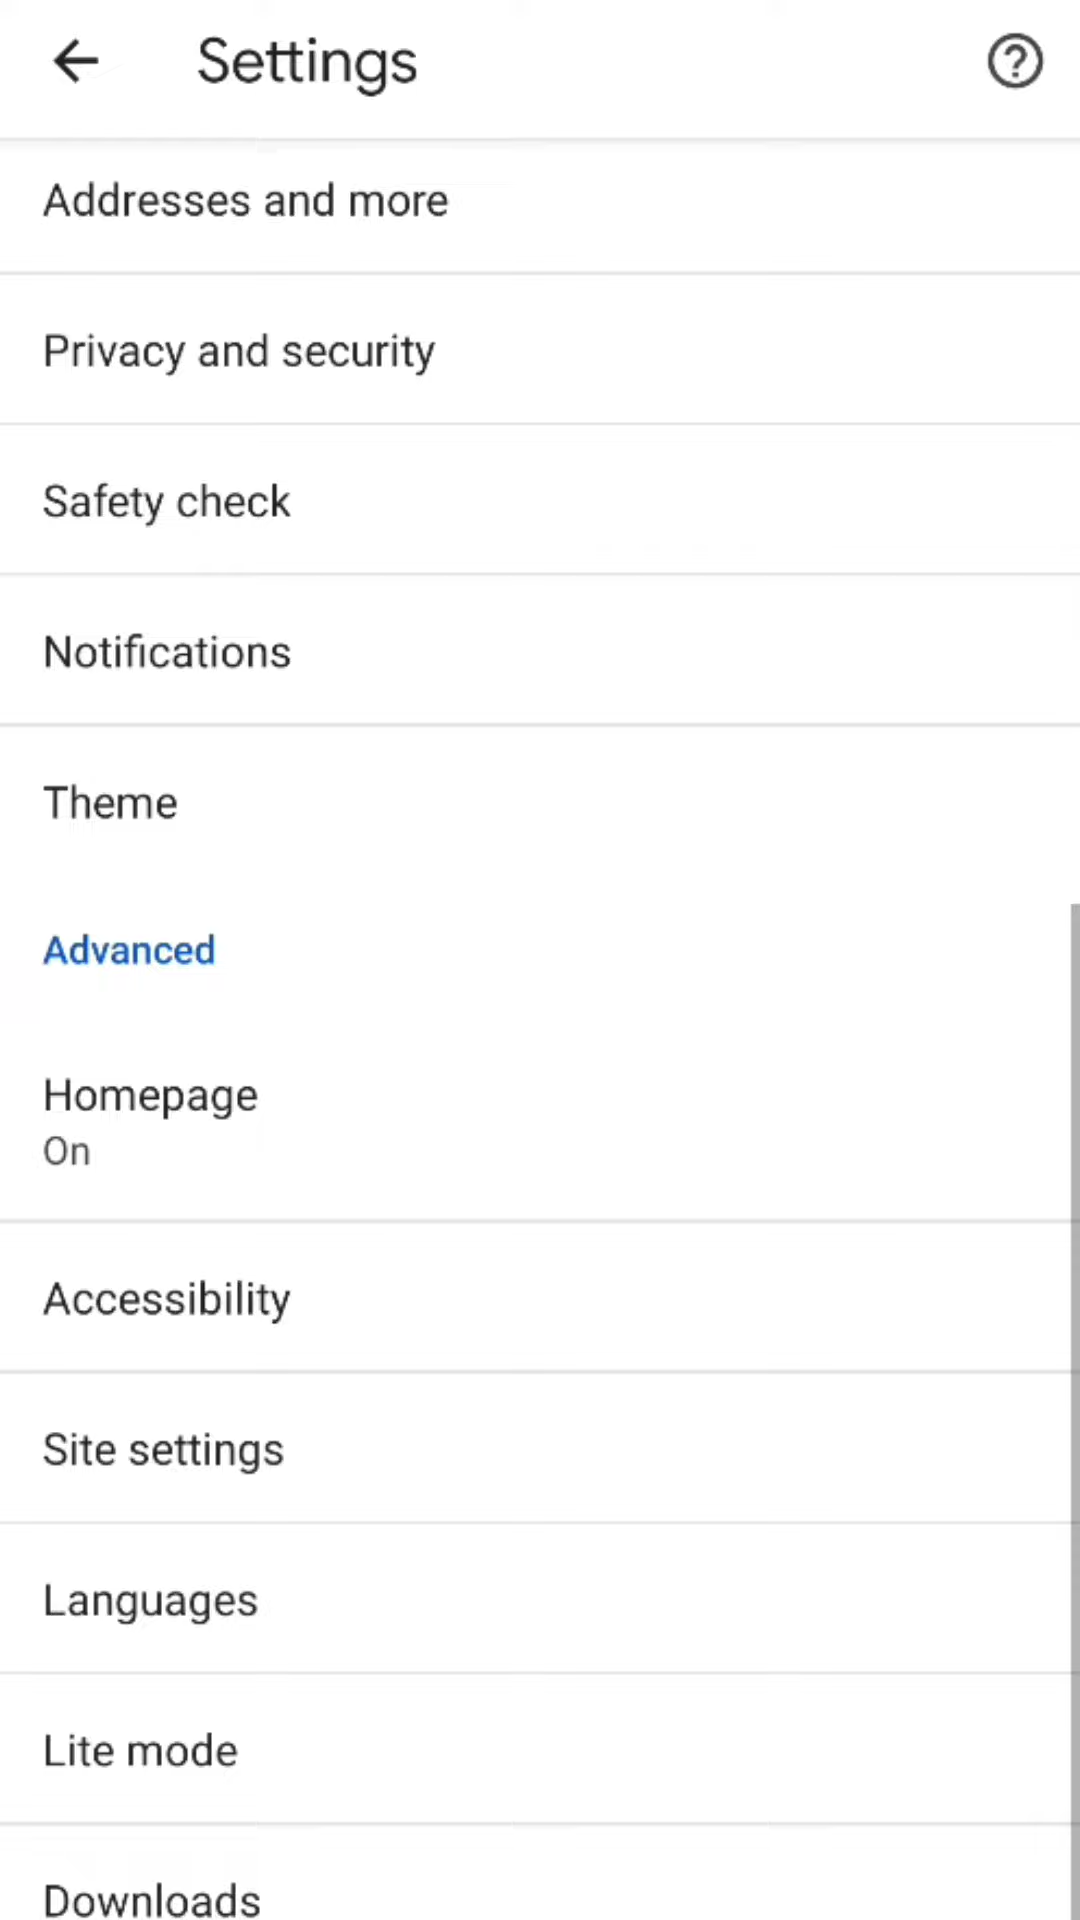 Settings
Addresses and more
Privacy and security
Safety check
Notifications
Theme
Advanced
Homepage
On
Accessibility
Site settings
Languages
Lite mode
Downloads